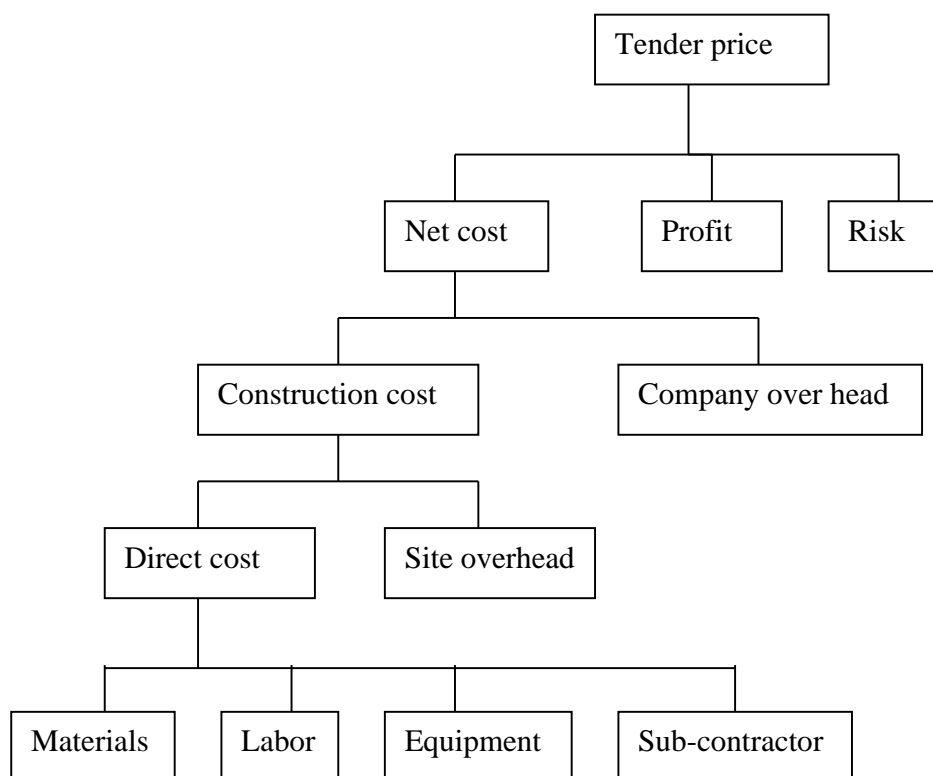 Tender price
Net cost
Profit
Risk
Construction cost
Company over head
Direct cost
Site overhead
Materials
Labor
Equipment
Sub-contractor